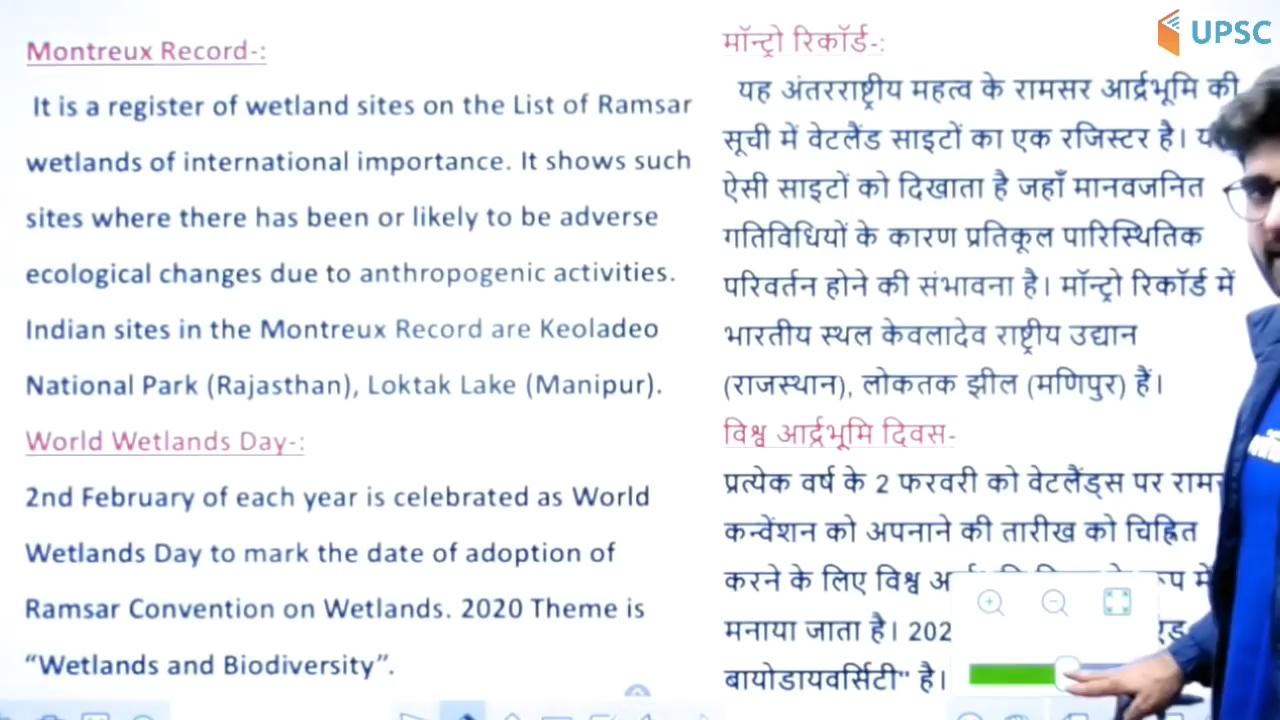 Montreux Record-:
It is a register of wetland sites on the List of Ramsar
wetlands of international importance. It shows such
sites where there has been or likely to be adverse
ecological changes due to anthropogenic activities.
Indian sites in the Montreux Record are Keoladeo
National Park (Rajasthan), Loktak Lake (Manipur).
World Wetlands Day-:
2nd February of each year is celebrated as World
Wetlands Day to mark the date of adoption of
Ramsar Convention on Wetlands. 2020 Theme is
“Wetlands and Biodiversity”.
मॉन्ट्रो रिकॉर्ड-:
यह अंतरराष्ट्रीय महत्व के रामसर आर्द्रभूमि की
सूची में वेटलैंड साइटों का एक रजिस्टर है।
ऐसी साइटों को दिखाता है जहाँ मानवजनित
गतिविधियों के कारण प्रतिकूल पारिस्थितिक
परिवर्तन होने की संभावना है। मॉन्ट्रो रिकॉर्ड में
भारतीय स्थल केवलादेव राष्ट्रीय उद्यान
(राजस्थान), लोकतक झील (मणिपुर) हैं।
विश्व आर्द्रभूमि दिवस-
प्रत्येक वर्ष के 2 फरवरी को वेटलैंड्स पर
कन्वेंशन को अपनाने की तारीख को चिह्नित
करने के लिए विश्व में
मनाया जाता है।
बायोडायवर्सिटी" है।
UPSC